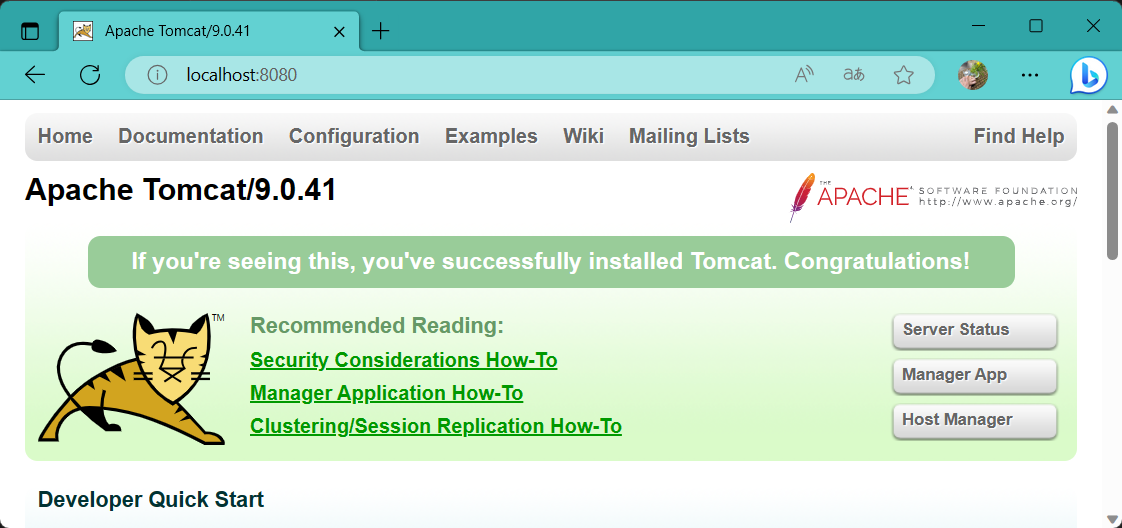 Apache Tomcat/9.0.41
localhost:8080
Home Documentation Configuration Examples Wiki Mailing Lists Find Help
Apache Tomcat/9.0.41
THE APACHE SOFTWARE FOUNDATION
http://www.apache.org/
If you're seeing this, you've successfully installed Tomcat. Congratulations!
TM
Recommended Reading:
Security Considerations How-To
Manager Application How-To
Clustering/Session Replication How-To
Server Status
Manager App
Host Manager
Developer Quick Start